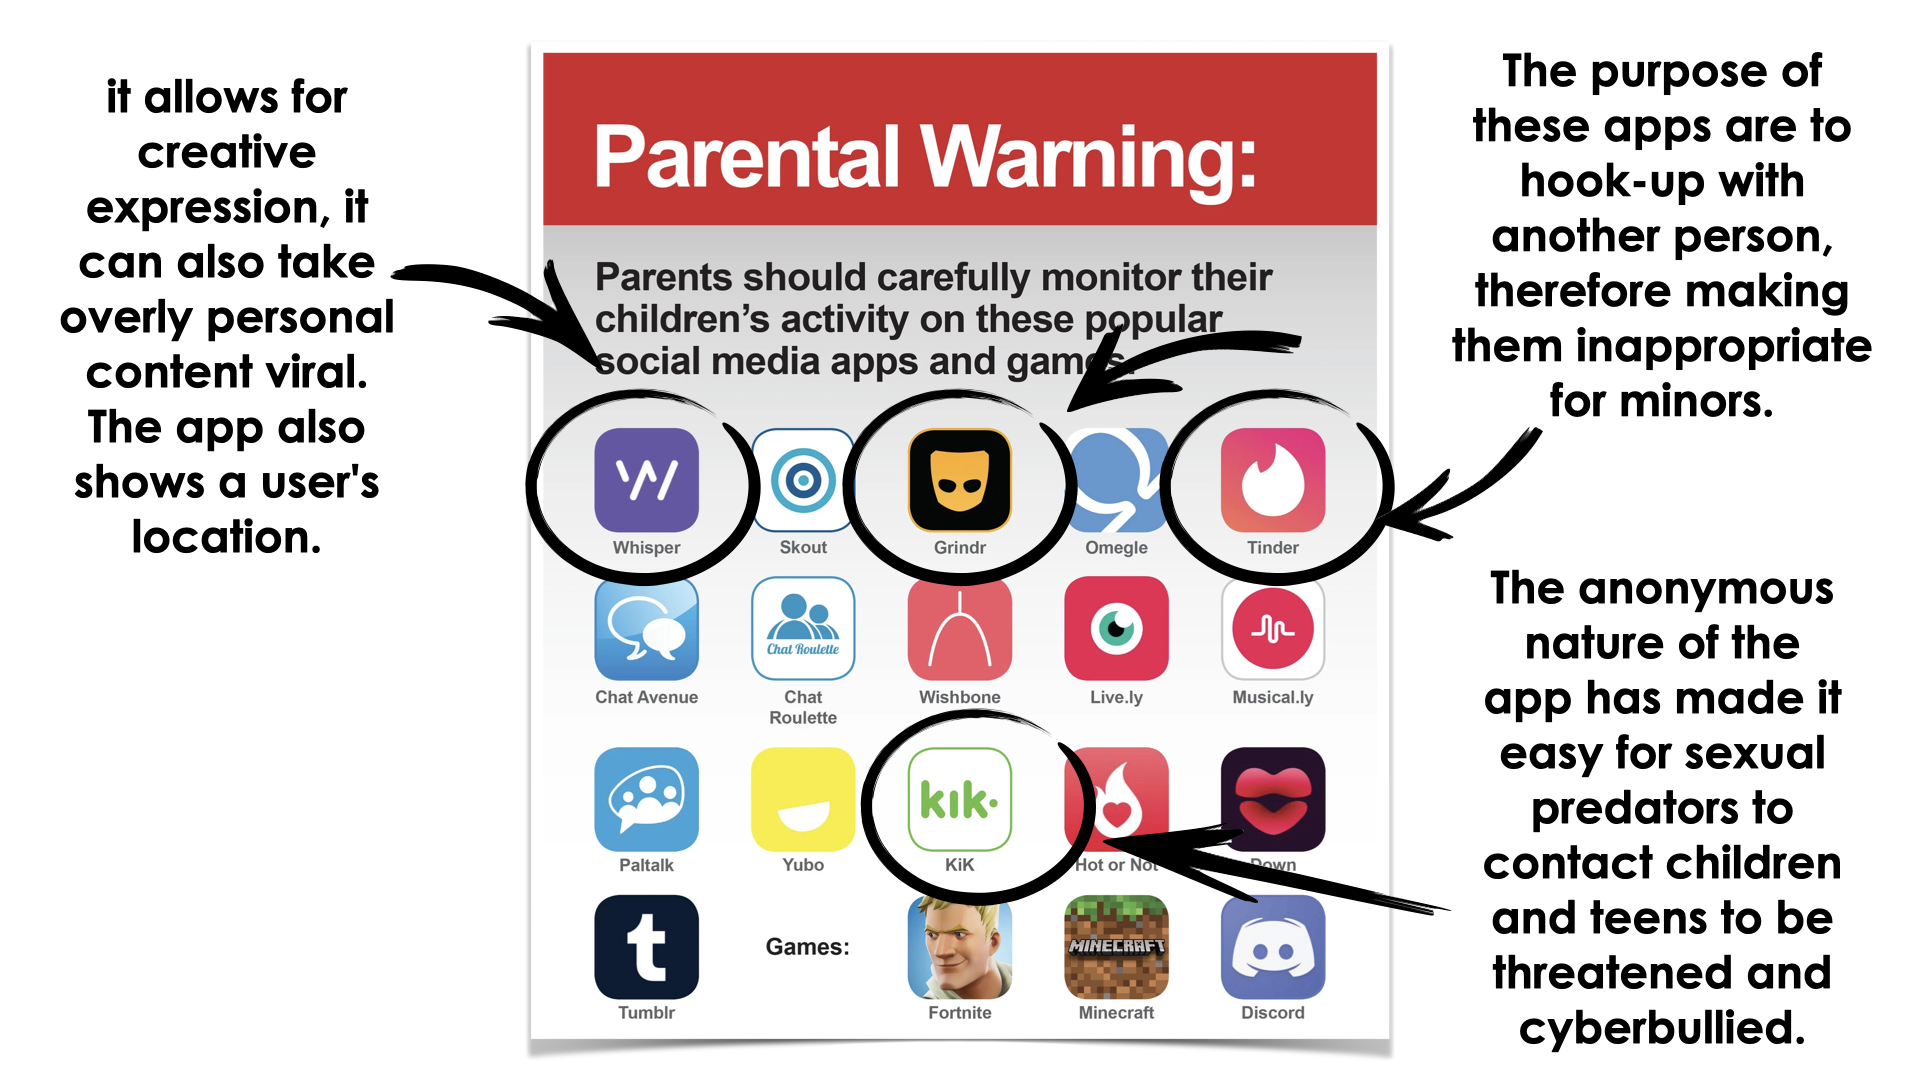 it allows for
creative
expression, it
can also take
overly personal
content viral.
The app also
shows a user's
location.
Parental Warning:
Parents should carefully monitor their
children's activity on these popular
social media apps and games.
The purpose of
these apps are to
hook-up with
another person,
therefore making
them inappropriate
for minors.
Whisper
Skout
Grindr
Omegle
Tinder
Chat Roulette
Chat Avenue
Chat
Roulette
Wishbone
Live.ly
Musical.ly
kik.
Paltalk
Yubo
KiK
Hot or Not
Down
t
MINECRAFT
Tumblr
Games:
Fortnite
Minecraft
Discord
The anonymous
nature of the
app has made it
easy for sexual
predators to
contact children
and teens to be
threatened and
cyberbullied.